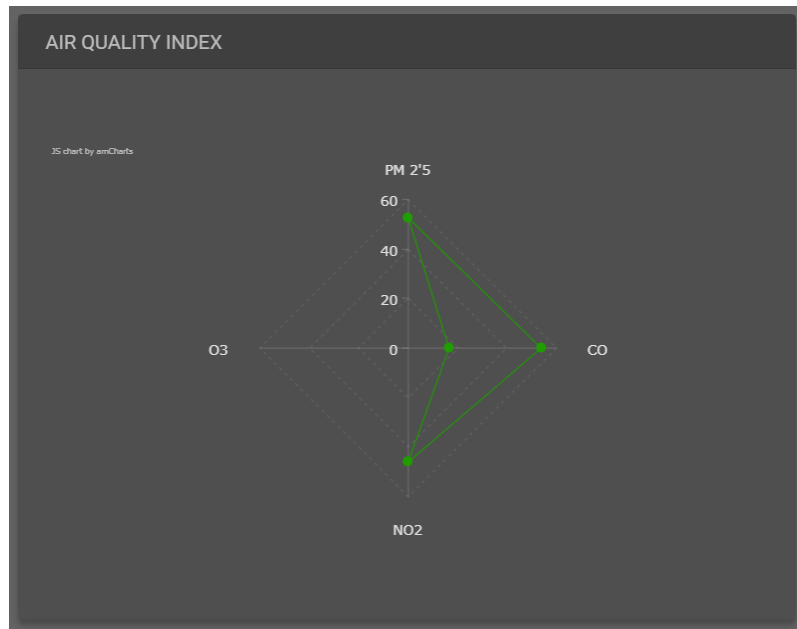 AIR QUALITY INDEX
JS chart by amCharts
PM 2'5
60
40
20
0
O3
CO
NO2